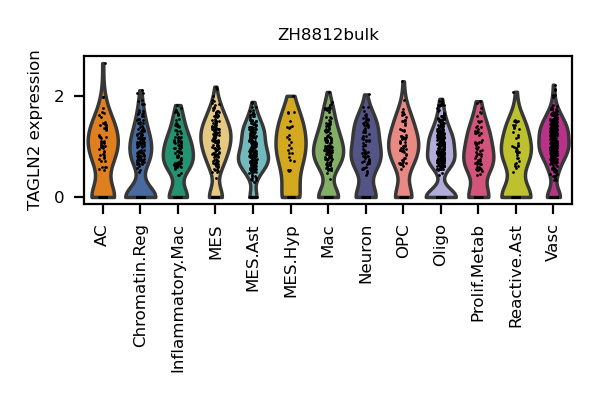 ZH8812bulk
TAGLN2 expression
2
0
AC
Chromatin.Reg
Inflammatory.Mac
MES
MES.Ast
MES.Hyp
Mac
Neuron
OPC
Oligo
Prolif.Metab
Reactive.Ast
Vasc